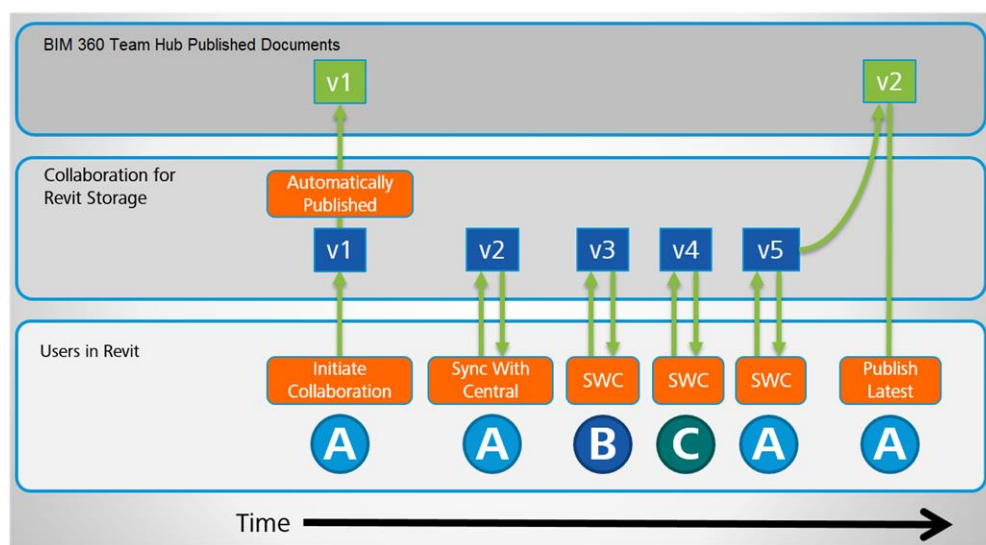 BIM 360 Team Hub Published Documents
v1
v2
Collaboration for
Revit Storage
Automatically
Published
v1
v2
v3
v4
v5
Users in Revit
Initiate
Collaboration
Sync With
Central
SWC
SWC
SWC
Publish
Latest
A
A
B
C
A
A
Time